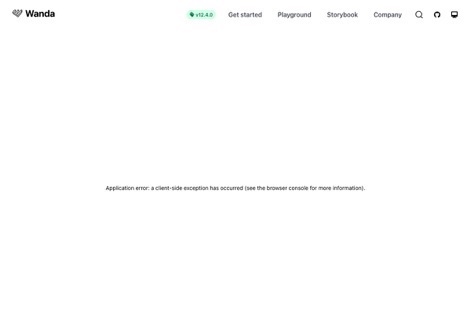 Wanda
v12.4.0
Get started
Playground
Storybook
Company
Application error: a client-side exception has occurred (see the browser console for more information).